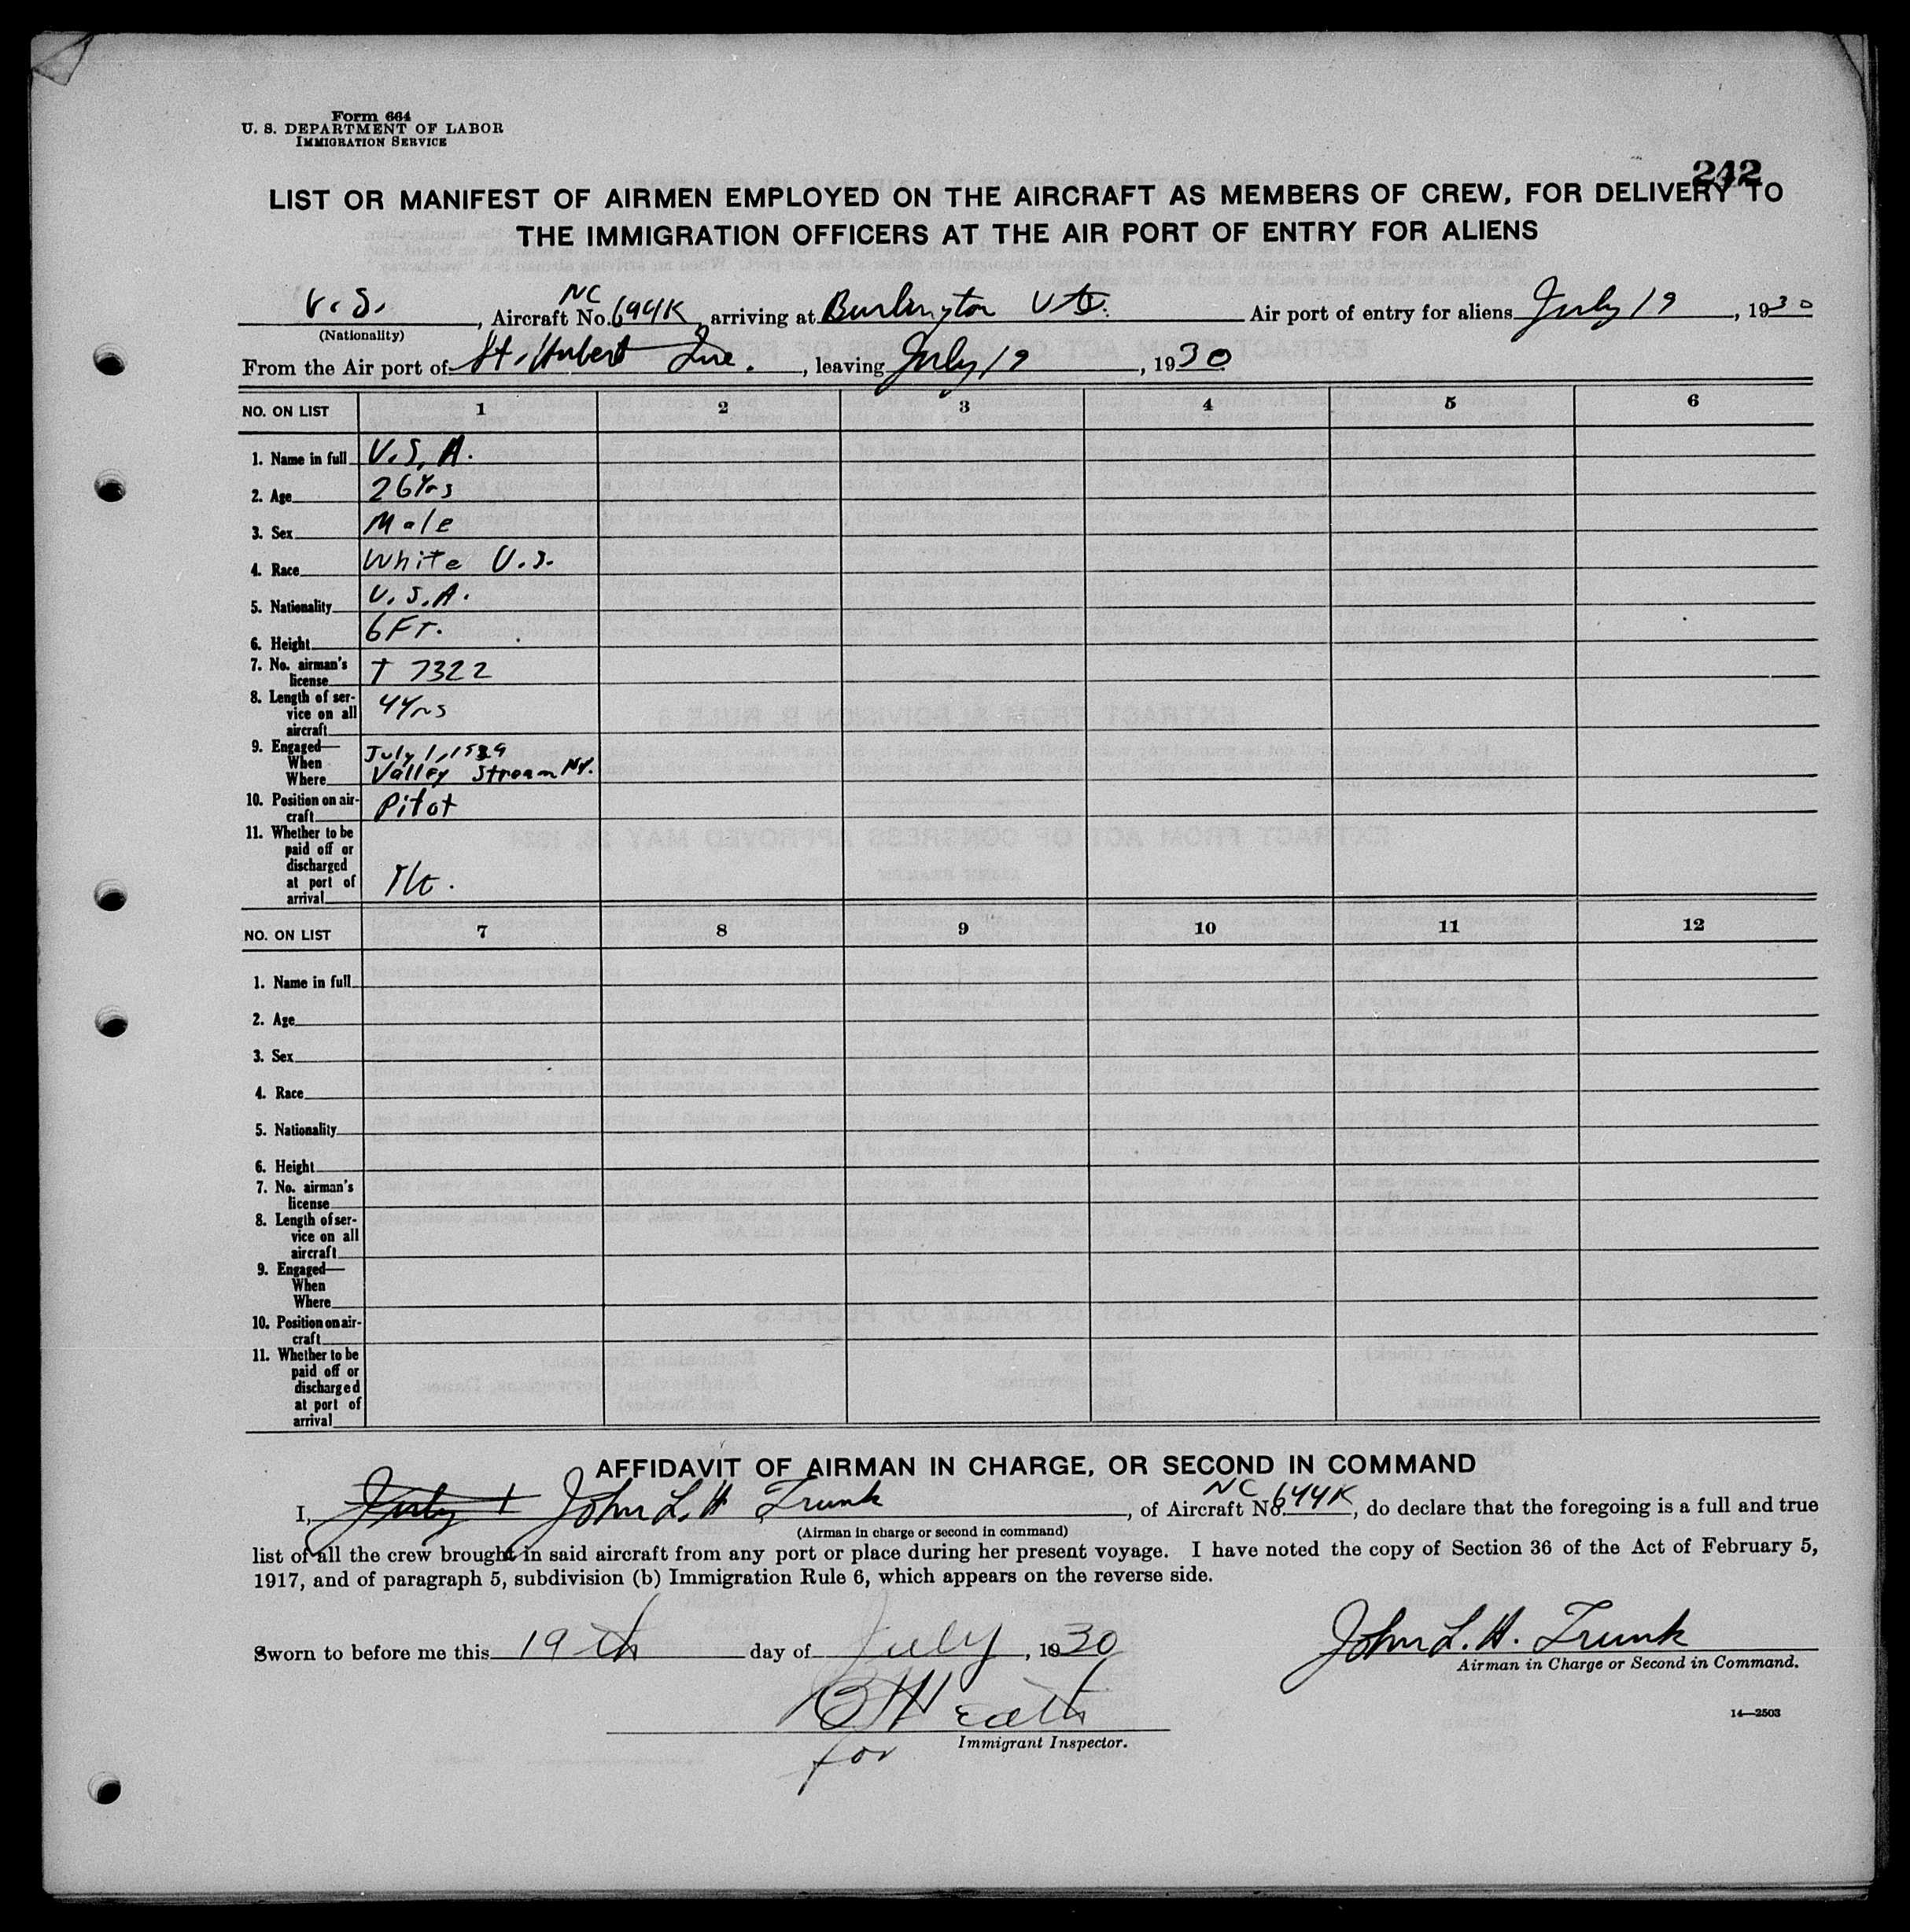 Form 664
U. S. DEPARTMENT OF LABOR
IMMIGRATION SERVICE
242
LIST OR MANIFEST OF AIRMEN EMPLOYED ON THE AIRCRAFT AS MEMBERS OF CREW, FOR DELIVERY TO
THE IMMIGRATION OFFICERS AT THE AIR PORT OF ENTRY FOR ALIENS
U. S., Aircraft No. NC 694K, arriving at Burlington Vt. Air port of entry for aliens July 19, 1930
(Nationality)
From the Air port of St. Hubert Que., leaving July 19, 1930
NO. ON LIST 1 2 3 4 5 6
1. Name in full U.S.A.
2. Age 26 Yrs
3. Sex Male
4. Race White U.S.
5. Nationality U.S.A.
6. Height 6 Ft.
7. No. airman's
license T 7322
8. Length of ser-
vice on all
aircraft 4 Yrs
9. Engaged—
When July 1, 1929
Where Valley Stream NY.
10. Position on air-
craft Pilot
11. Whether to be
paid off or
discharged
at port of
arrival
NO. ON LIST 7 8 9 10 11 12
1. Name in full
2. Age
3. Sex
4. Race
5. Nationality
6. Height
7. No. airman's
license
8. Length of ser-
vice on all
aircraft
9. Engaged—
When
Where
10. Position on air-
craft
11. Whether to be
paid off or
discharged
at port of
arrival
AFFIDAVIT OF AIRMAN IN CHARGE, OR SECOND IN COMMAND
I, John L. H. Trunk, of Aircraft No. NC 644K, do declare that the foregoing is a full and true
(Airman in charge or second in command)
list of all the crew brought in said aircraft from any port or place during her present voyage. I have noted the copy of Section 36 of the Act of February 5,
1917, and of paragraph 5, subdivision (b) Immigration Rule 6, which appears on the reverse side.
Sworn to before me this 19th day of July, 1930
John L. H. Trunk
Airman in Charge or Second in Command.
Heath
14—2503
for Immigrant Inspector.